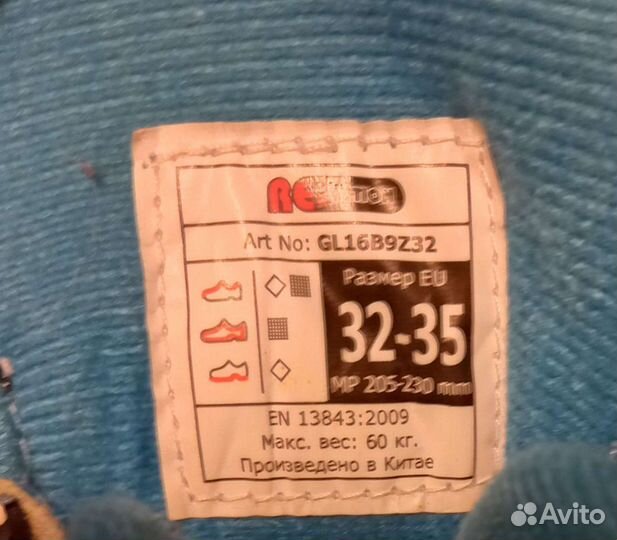 Art No: GL16B9Z32
Размер EU
32-35
MP 205-230 mm
EN 13843:2009
Макс. вес: 60 кг.
Произведено в Китае
Avito